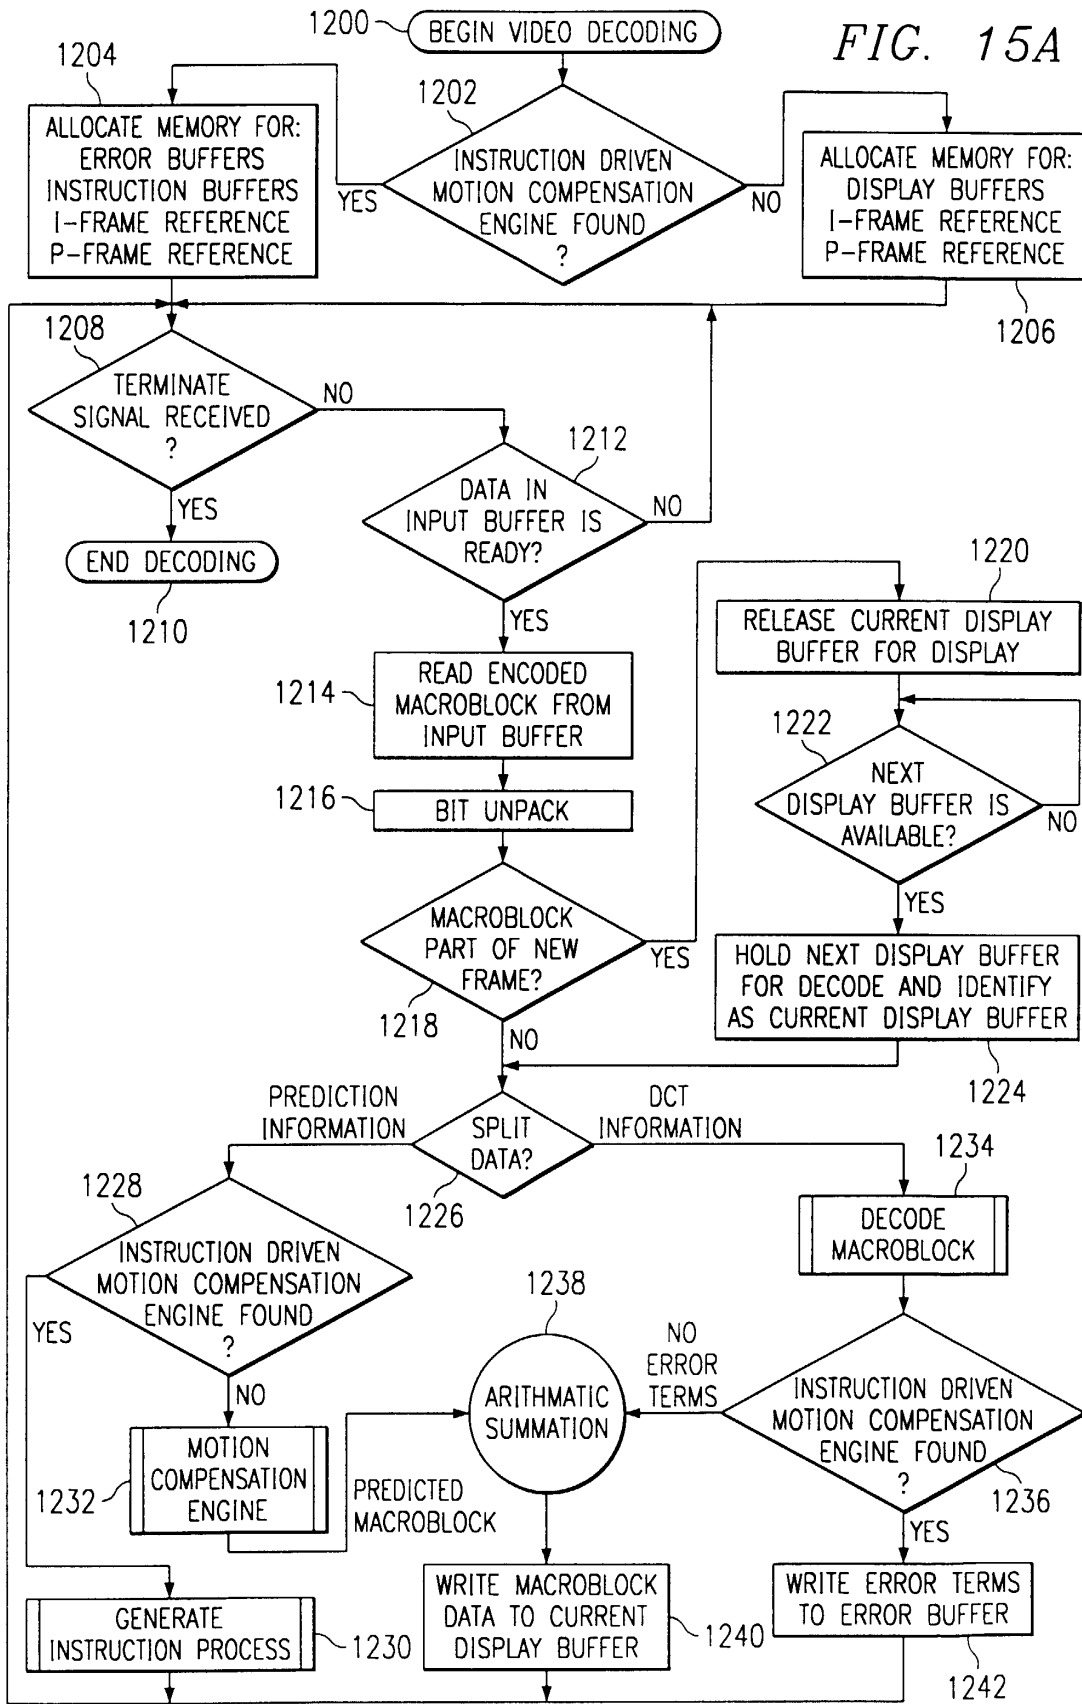 FIG. 15A
1200
BEGIN VIDEO DECODING
1204
1202
ALLOCATE MEMORY FOR:
ERROR BUFFERS
INSTRUCTION BUFFERS
I-FRAME REFERENCE
P-FRAME REFERENCE
YES
INSTRUCTION DRIVEN
MOTION COMPENSATION
ENGINE FOUND
?
NO
ALLOCATE MEMORY FOR:
DISPLAY BUFFERS
I-FRAME REFERENCE
P-FRAME REFERENCE
1206
1208
TERMINATE
SIGNAL RECEIVED
?
NO
YES
END DECODING
1210
1212
DATA IN
INPUT BUFFER IS
READY?
NO
YES
1214
READ ENCODED
MACROBLOCK FROM
INPUT BUFFER
1216
BIT UNPACK
MACROBLOCK
PART OF NEW
FRAME?
YES
1218
NO
1220
RELEASE CURRENT DISPLAY
BUFFER FOR DISPLAY
1222
NEXT
DISPLAY BUFFER IS
AVAILABLE?
NO
YES
HOLD NEXT DISPLAY BUFFER
FOR DECODE AND IDENTIFY
AS CURRENT DISPLAY BUFFER
1224
PREDICTION
INFORMATION
SPLIT
DATA?
1226
DCT
INFORMATION
1228
INSTRUCTION DRIVEN
MOTION COMPENSATION
ENGINE FOUND
?
YES
NO
1232
MOTION
COMPENSATION
ENGINE
PREDICTED
MACROBLOCK
GENERATE
INSTRUCTION PROCESS
1230
1234
DECODE
MACROBLOCK
1238
ARITHMATIC
SUMMATION
NO
ERROR
TERMS
INSTRUCTION DRIVEN
MOTION COMPENSATION
ENGINE FOUND
?
1236
YES
WRITE MACROBLOCK
DATA TO CURRENT
DISPLAY BUFFER
1240
WRITE ERROR TERMS
TO ERROR BUFFER
1242